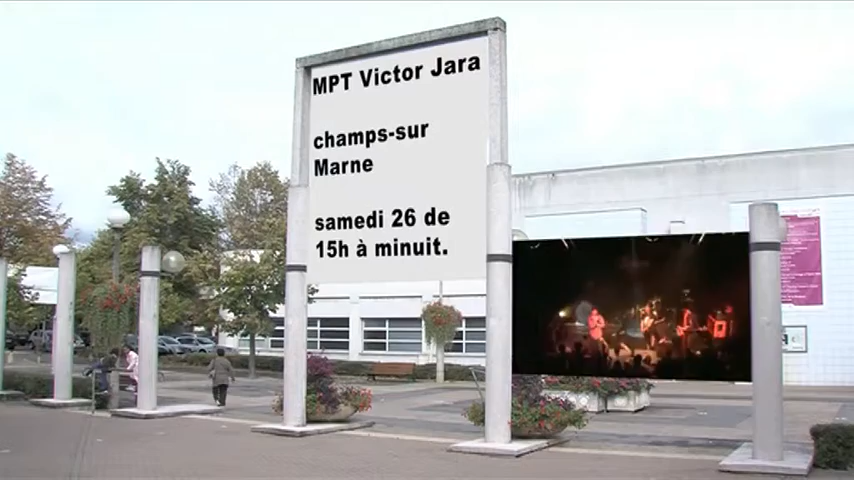 MPT Victor Jara
champs-sur
Marne
samedi 26 de
15h à minuit.